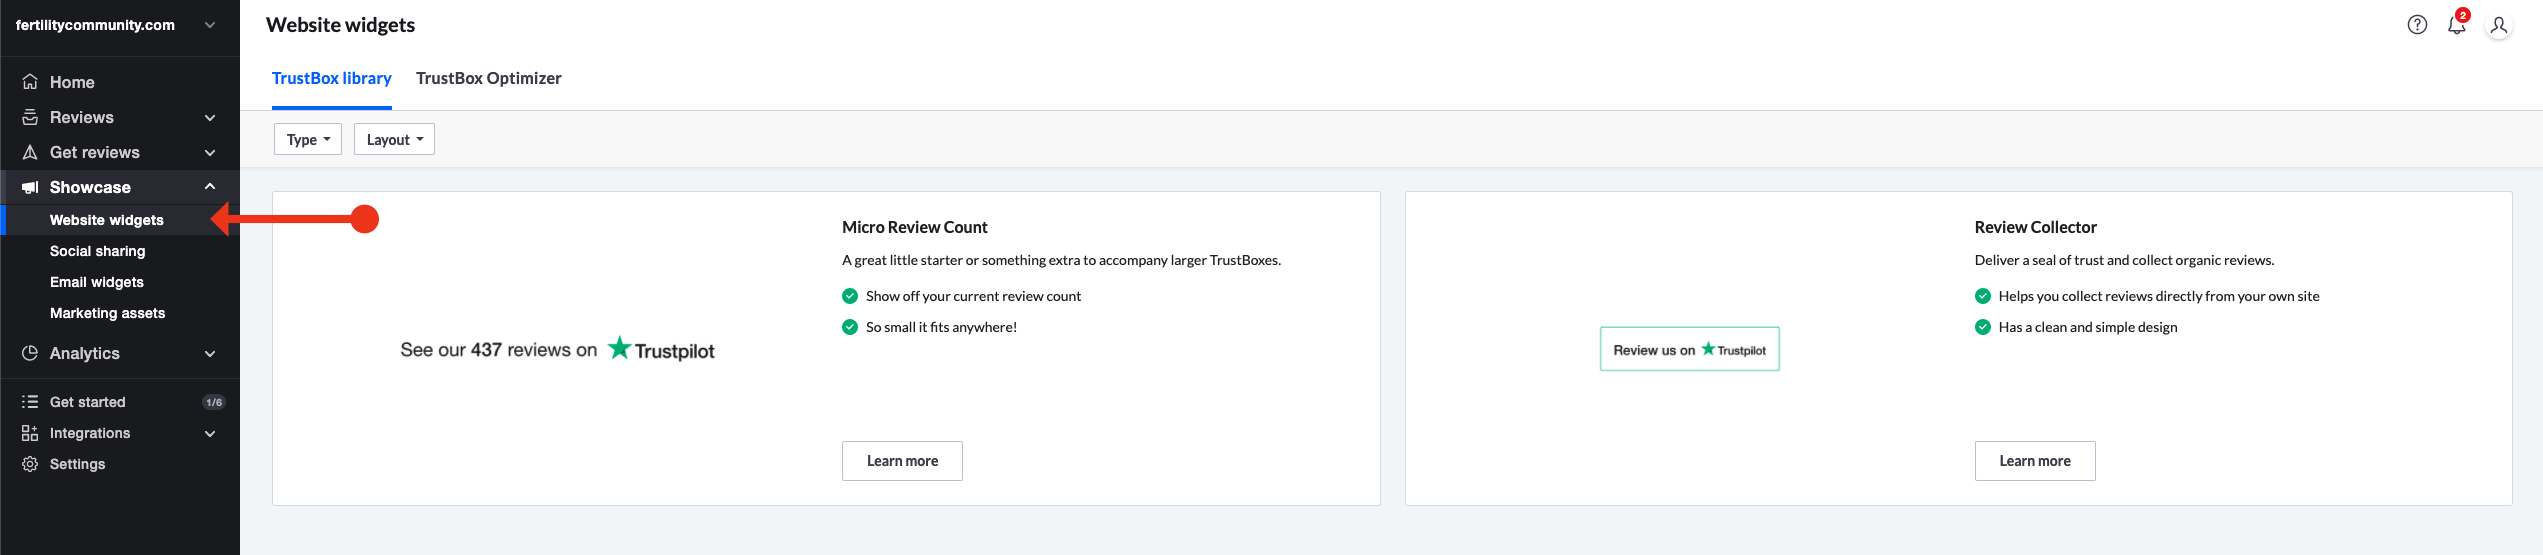 fertilitycommunity.com
Home
Reviews
Get reviews
Showcase
Website widgets
Social sharing
Email widgets
Marketing assets
Analytics
Get started 1/6
Integrations
Settings
Website widgets
2
TrustBox library TrustBox Optimizer
Type Layout
See our 437 reviews on Trustpilot
Micro Review Count
A great little starter or something extra to accompany larger TrustBoxes.
Show off your current review count
So small it fits anywhere!
Learn more
Review us on Trustpilot
Review Collector
Deliver a seal of trust and collect organic reviews.
Helps you collect reviews directly from your own site
Has a clean and simple design
Learn more